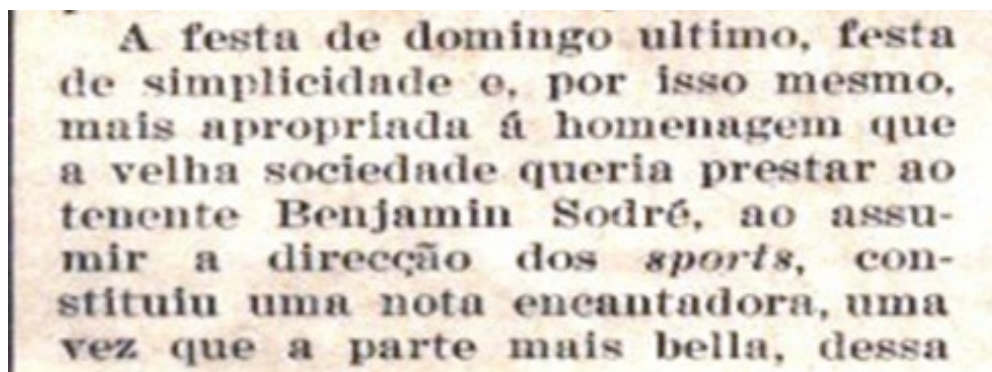 A festa de domingo ultimo, festa
de simplicidade e, por isso mesmo,
mais apropriada á homenagem que
a velha sociedade queria prestar ao
tenente Benjamin Sodré, ao assu-
mir a direcção dos sports, con-
stituiu uma nota encantadora, uma
vez que a parte mais bella, dessa